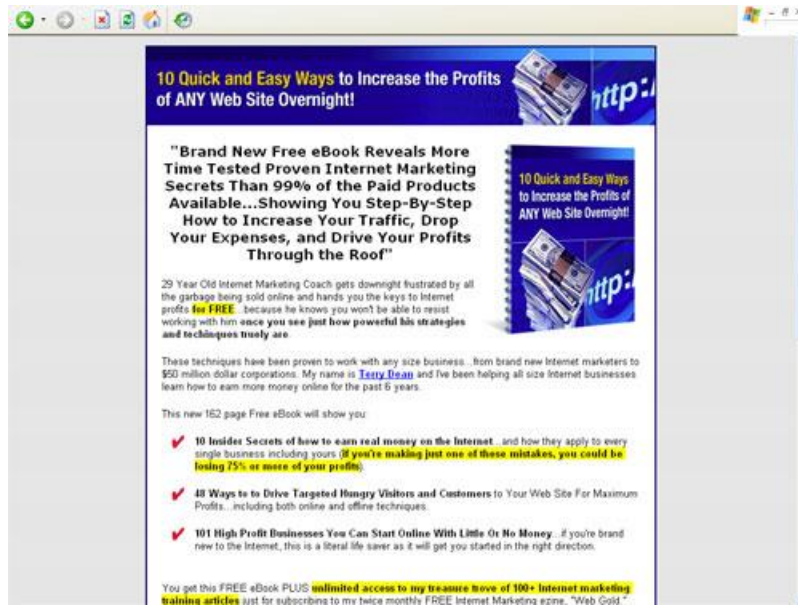 10 Quick and Easy Ways to Increase the Profits
of ANY Web Site Overnight!
http:/
"Brand New Free eBook Reveals More
Time Tested Proven Internet Marketing
Secrets Than 99% of the Paid Products
Available...Showing You Step-By-Step
How to Increase Your Traffic, Drop
Your Expenses, and Drive Your Profits
Through the Roof"
10 Quick and Easy Ways
to Increase the Profits of
ANY Web Site Overnight!
http:/
29 Year Old Internet Marketing Coach gets downright frustrated by all
the garbage being sold online and hands you the keys to Internet
profits for FREE...because he knows you won't be able to resist
working with him once you see just how powerful his strategies
and techinques truely are.
These techniques have been proven to work with any size business...from brand new Internet marketers to
$50 million dollar corporations. My name is Terry Dean and I've been helping all size Internet businesses
learn how to earn more money online for the past 6 years.
This new 162 page Free eBook will show you:
10 Insider Secrets of how to earn real money on the Internet...and how they apply to every
single business including yours (if you're making just one of these mistakes, you could be
losing 75% or more of your profits).
48 Ways to to Drive Targeted Hungry Visitors and Customers to Your Web Site For Maximum
Profits...including both online and offline techniques.
101 High Profit Businesses You Can Start Online With Little Or No Money...if you're brand
new to the Internet, this is a literal life saver as it will get you started in the right direction.
You get this FREE eBook PLUS unlimited access to my treasure trove of 100+ Internet marketing
training articles just for subscribing to my twice monthly FREE Internet Marketing ezine, "Web Gold."